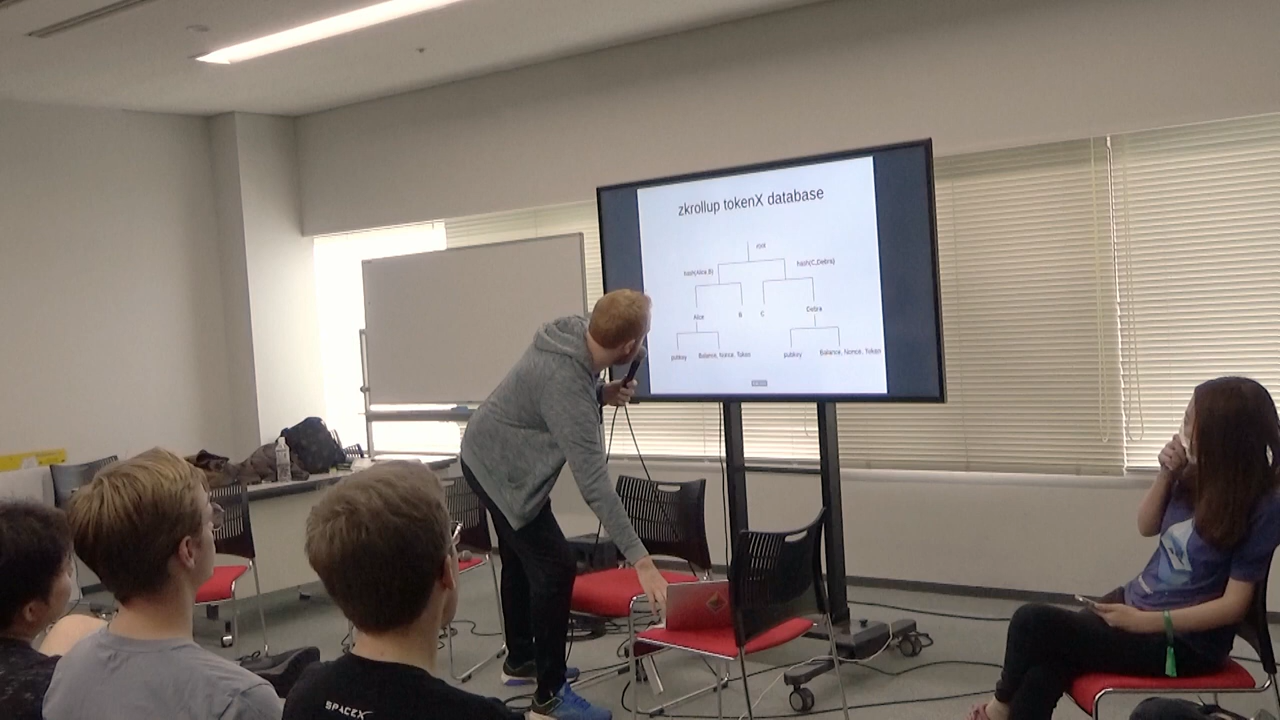 zkrollup tokenX database
root
hash(Alice,B)
hash(C,Debra)
Alice
B
C
Debra
pubkey
Balance, Nonce, Token
pubkey
Balance, Nonce, Token
SPACEX